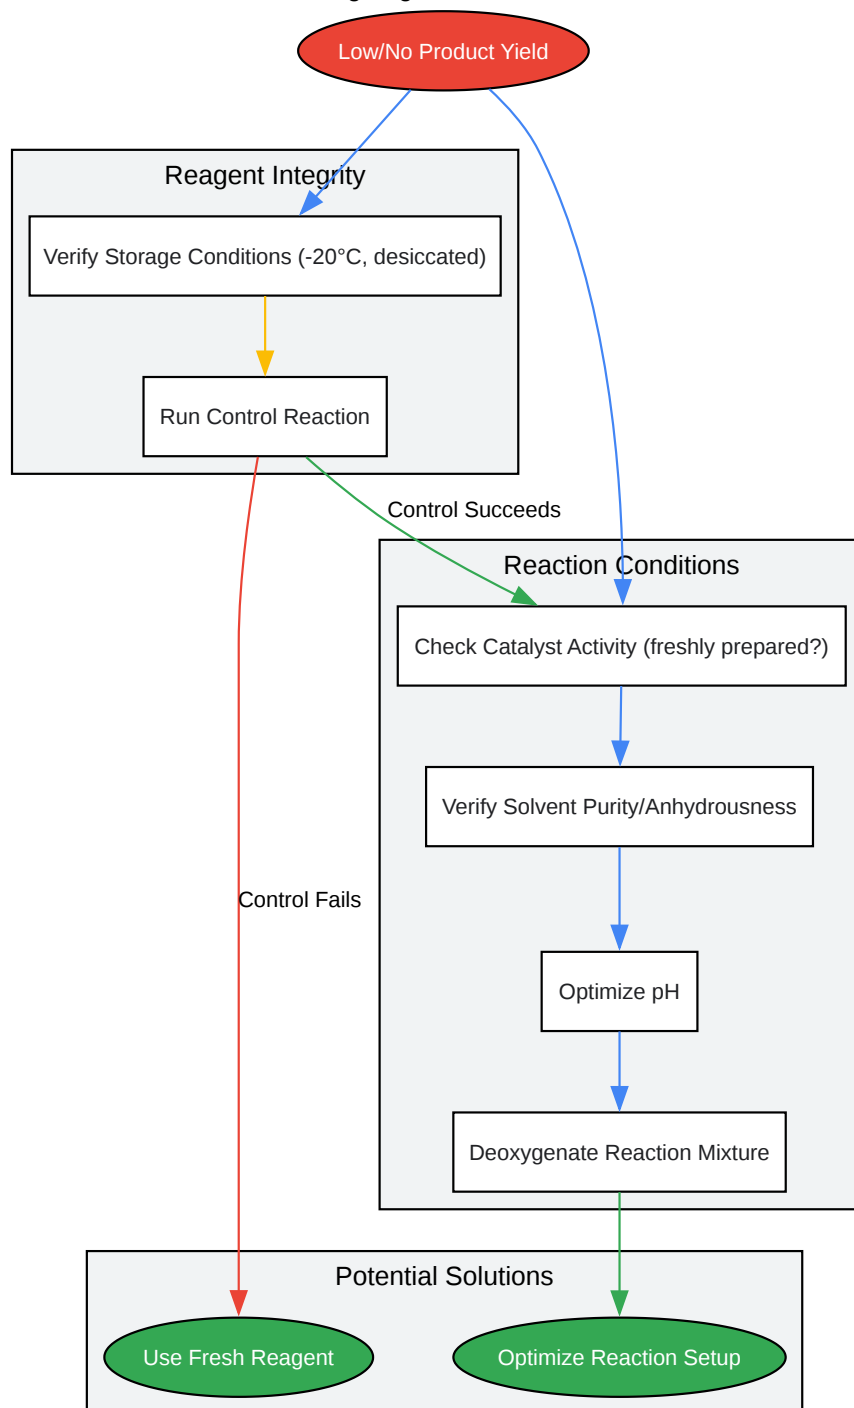 Low/No Product Yield
Reagent Integrity
Verify Storage Conditions (-20°C, desiccated)
Run Control Reaction
Control Succeeds
Reaction Conditions
Check Catalyst Activity (freshly prepared?)
Verify Solvent Purity/Anhydrousness
Control Fails
Optimize pH
Deoxygenate Reaction Mixture
Potential Solutions
Use Fresh Reagent
Optimize Reaction Setup